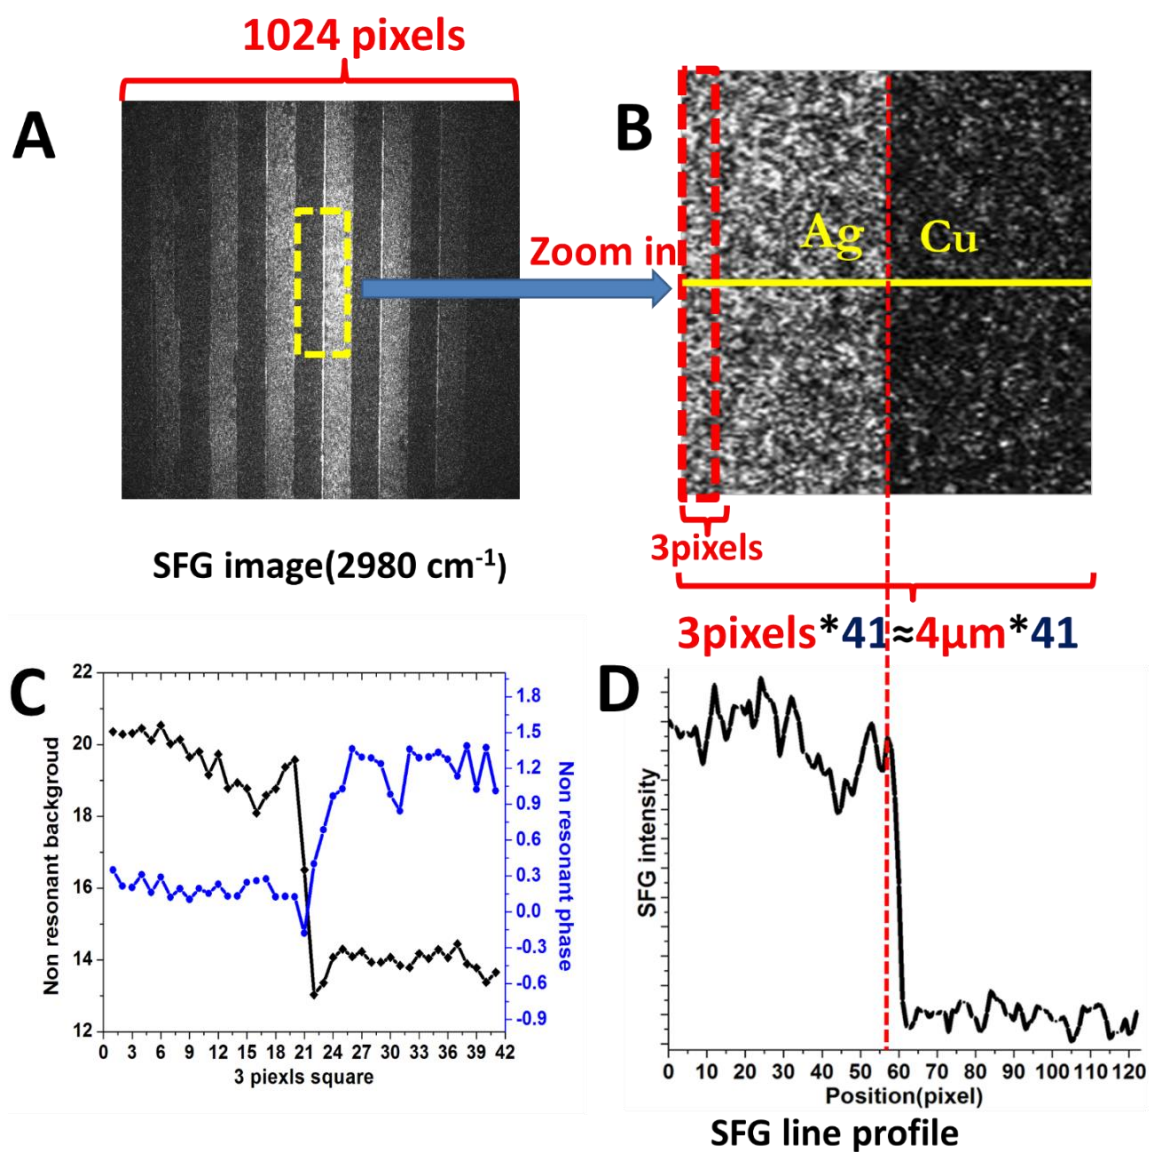 1024 pixels
A
B
Zoom in
Ag
Cu
3pixels
SFG image(2980 cm-1)
3pixels*41≈4μm*41
C
22
20
18
16
14
12
Non resonant backgroud
1.8
1.5
1.2
0.9
0.6
0.3
0.0
-0.3
-0.6
-0.9
Non resonant phase
0 3 6 9 12 15 18 21 24 27 30 33 36 39 42
3 piexls square
D
SFG intensity
0 10 20 30 40 50 60 70 80 90 100 110 120
Position(pixel)
SFG line profile